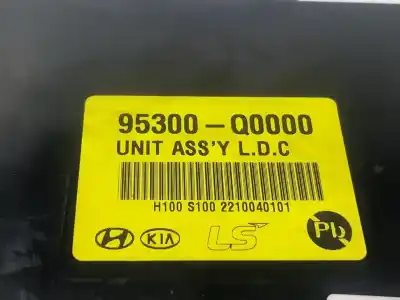 95300-Q0000
UNIT ASS'Y L.D.C
H100 S100 2210040101
KIA LS Pb